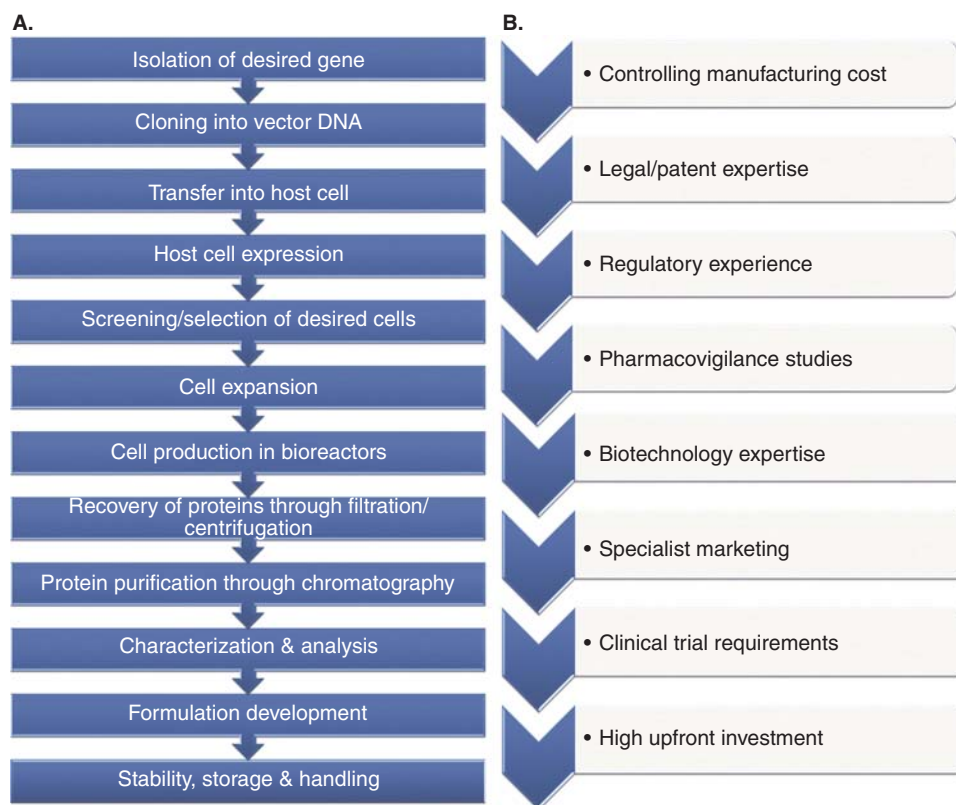 A.
Isolation of desired gene
Cloning into vector DNA
Transfer into host cell
Host cell expression
Screening/selection of desired cells
Cell expansion
Cell production in bioreactors
Recovery of proteins through filtration/
centrifugation
Protein purification through chromatography
Characterization & analysis
Formulation development
Stability, storage & handling
B.
• Controlling manufacturing cost
• Legal/patent expertise
• Regulatory experience
• Pharmacovigilance studies
• Biotechnology expertise
• Specialist marketing
• Clinical trial requirements
• High upfront investment